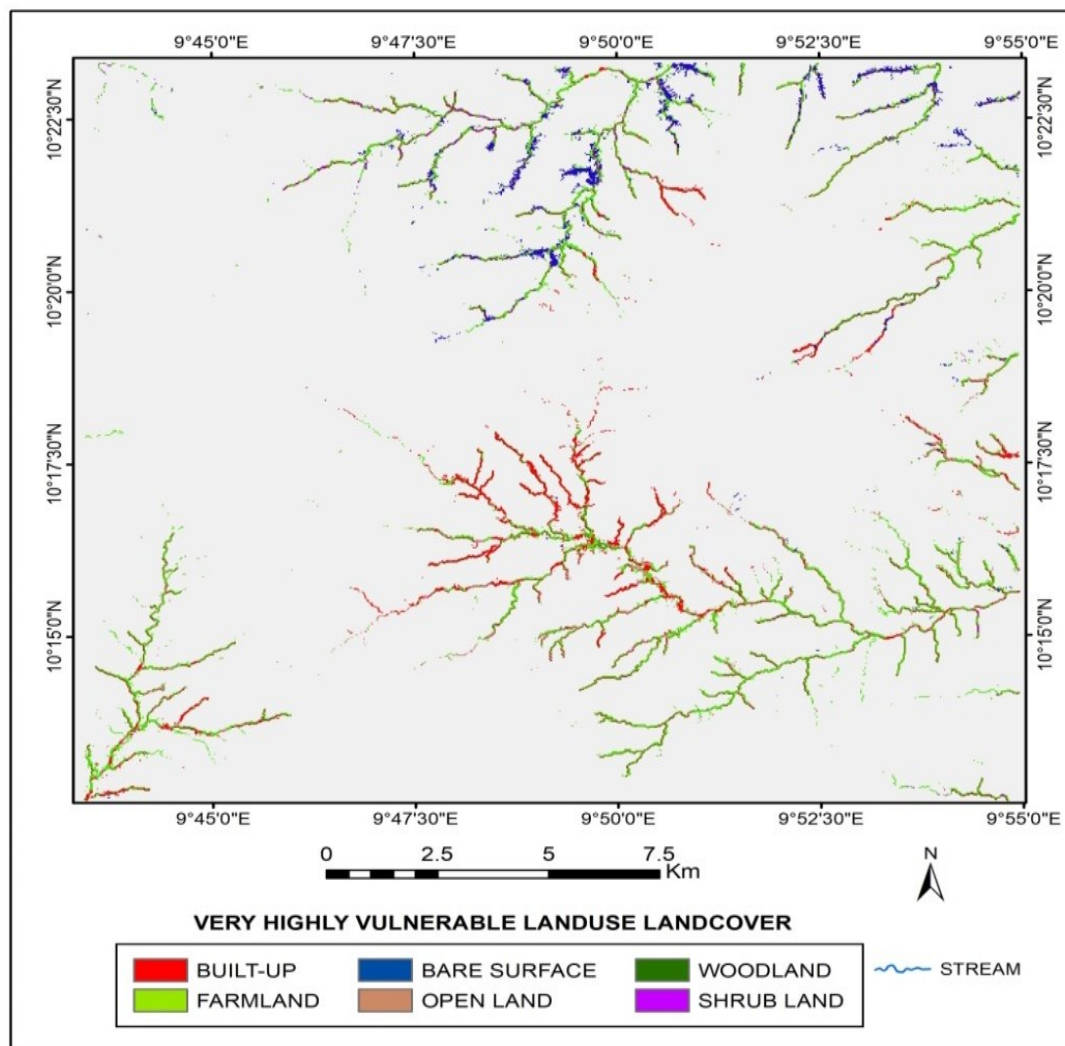 9°45'0"E 9°47'30"E 9°50'0"E 9°52'30"E 9°55'0"E
10°22'30"N 10°22'30"N
10°20'0"N 10°20'0"N
10°17'30"N 10°17'30"N
10°15'0"N 10°15'0"N
9°45'0"E 9°47'30"E 9°50'0"E 9°52'30"E 9°55'0"E
0 2.5 5 7.5
Km
N
VERY HIGHLY VULNERABLE LANDUSE LANDCOVER
BUILT-UP BARE SURFACE WOODLAND STREAM
FARMLAND OPEN LAND SHRUB LAND